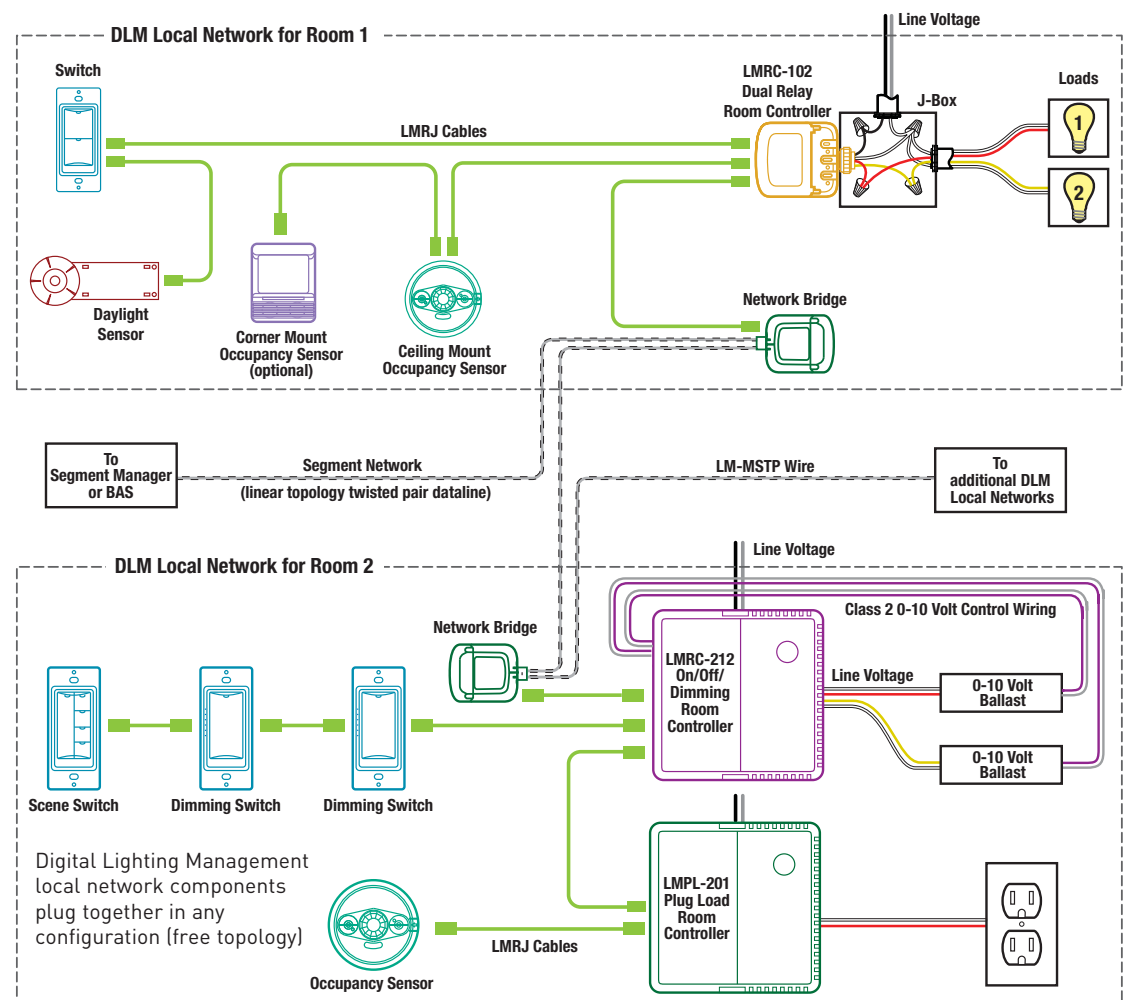 Line Voltage
DLM Local Network for Room 1
Switch
LMRC-102
Dual Relay
Room Controller
J-Box
Loads
LMRJ Cables
1
2
Daylight
Sensor
Corner Mount
Occupancy Sensor
(optional)
Ceiling Mount
Occupancy Sensor
Network Bridge
To
Segment Manager
or BAS
Segment Network
(linear topology twisted pair dataline)
LM-MSTP Wire
To
additional DLM
Local Networks
DLM Local Network for Room 2
Line Voltage
Class 2 0-10 Volt Control Wiring
Network Bridge
LMRC-212
On/Off/
Dimming
Room
Controller
Line Voltage
0-10 Volt
Ballast
0-10 Volt
Ballast
Scene Switch
Dimming Switch
Dimming Switch
Digital Lighting Management
local network components
plug together in any
configuration (free topology)
LMPL-201
Plug Load
Room
Controller
LMRJ Cables
Occupancy Sensor